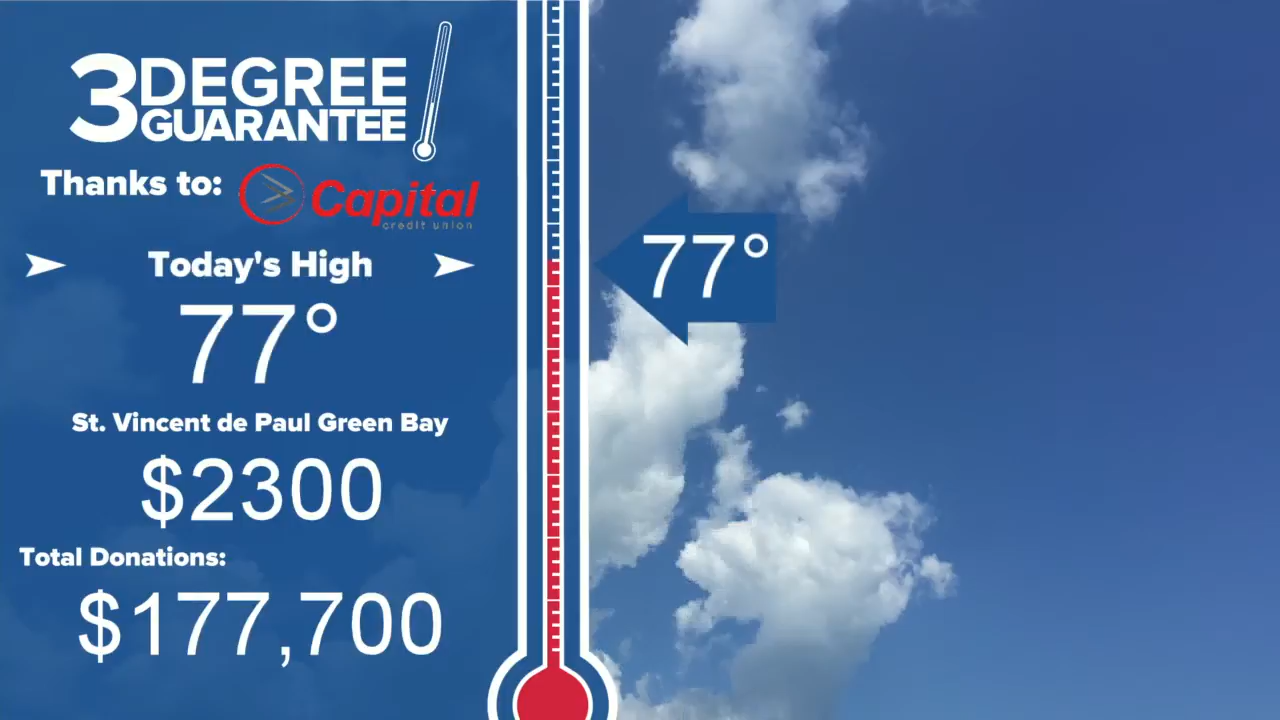 3 DEGREE
GUARANTEE
Thanks to:
Capital
credit union
Today's High
77°
St. Vincent de Paul Green Bay
$2300
Total Donations:
$177,700
77°